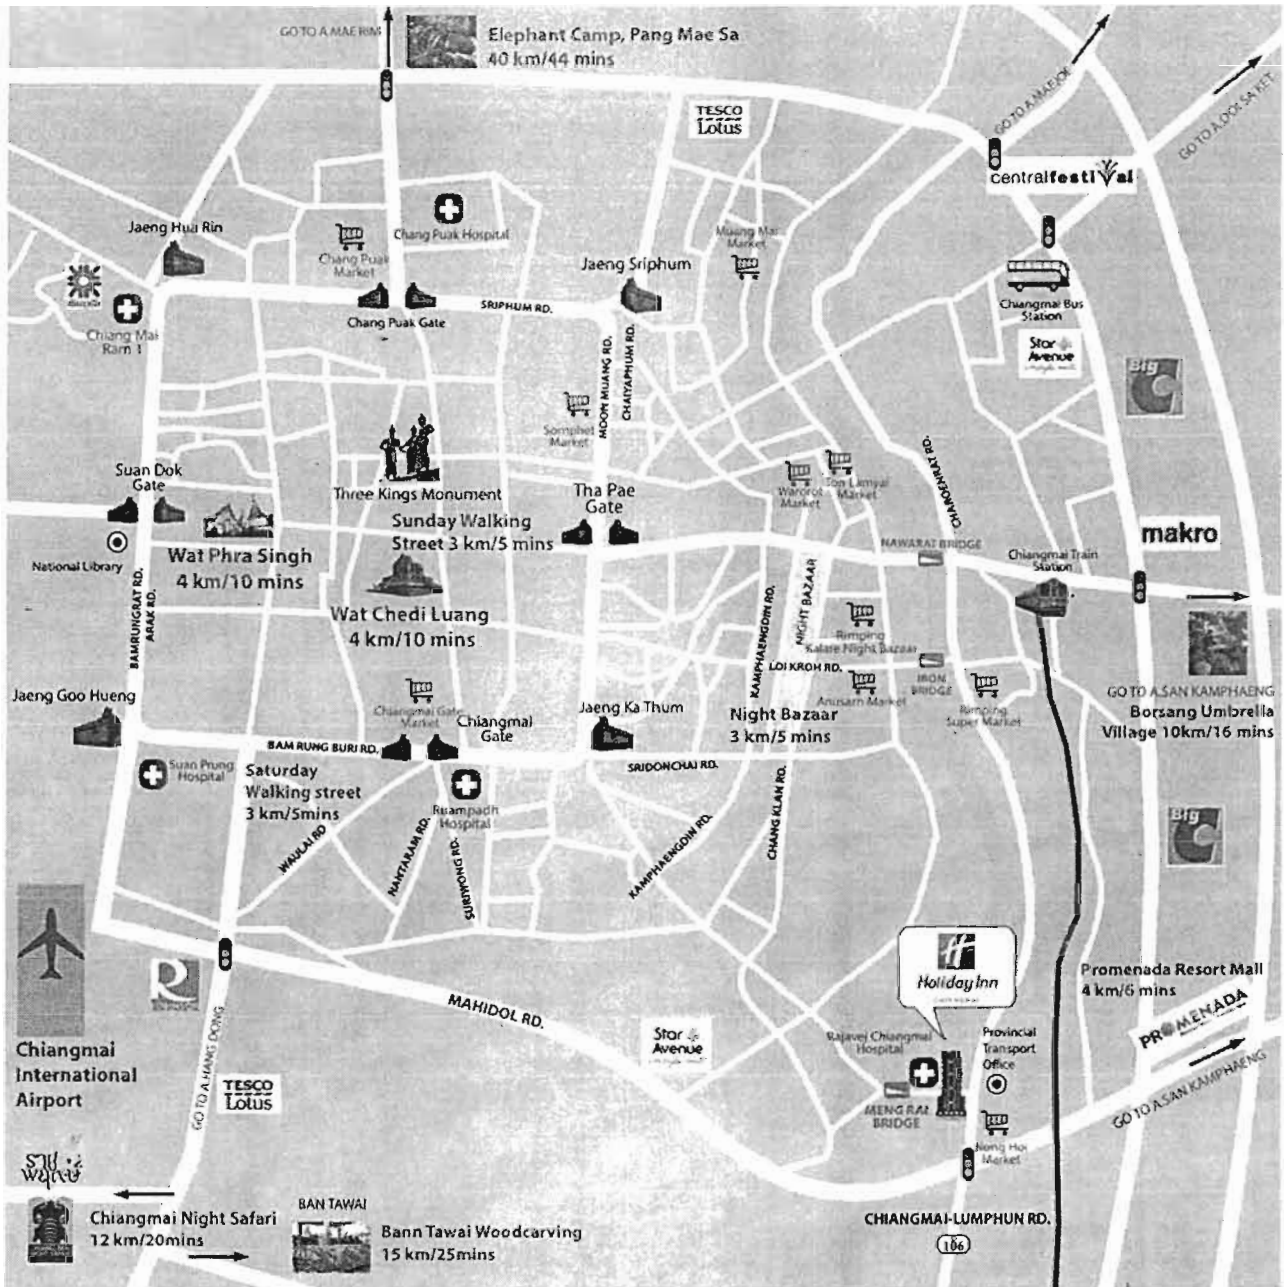 GO TO A.MAE RIM
Elephant Camp, Pang Mae Sa
40 km/44 mins
TESCO
Lotus
GO TO A.MAEJOE
GO TO A.DOI SA KET
centralfestival
Jaeng Hua Rin
Chang Puak
Market
Chang Puak Hospital
Muang Mai
Market
Jaeng Sriphum
Chiangmai Bus
Station
Chiang Mai
Ram 1
Chang Puak Gate
SRIPHUM RD.
Star
Avenue
Big
C
MOON MUANG RD.
CHAIYAPHUM RD.
Somphet
Market
Three Kings Monument
Suan Dok
Gate
Warorot
Market
Ton Lamyai
Market
CHAROENRAT RD.
Tha Pae
Gate
Sunday Walking
Street 3 km/5 mins
makro
NAWARAT BRIDGE
Chiangmai Train
Station
National Library
Wat Phra Singh
4 km/10 mins
Wat Chedi Luang
4 km/10 mins
BAMRUNGRAT RD.
ARAK RD.
KAMPHAENGDIN RD.
NIGHT BAZAAR
Rimping
Kalare Night Bazaar
LOI KROH RD.
IRON
BRIDGE
Anusarn Market
Rimping
Super Market
GO TO A.SAN KAMPHAENG
Borsang Umbrella
Village 10km/16 mins
Jaeng Goo Hueng
Chiangmai Gate
Market
Chiangmai
Gate
Jaeng Ka Thum
Night Bazaar
3 km/5 mins
BAM RUNG BURI RD.
SRIDONCHAI RD.
Suan Prung
Hospital
Saturday
Walking street
3 km/5mins
Ruampadh
Hospital
WAULAI RD
NANTARAM RD.
SURIWONG RD.
KAMPHAENGDIN RD.
CHANG KLAN RD.
Big
C
Holiday Inn
Promenada Resort Mall
4 km/6 mins
PROMENADA
MAHIDOL RD.
R
GO TO A.HANG DONG
Star
Avenue
Rajavej Chiangmai
Hospital
Provincial
Transport
Office
MENG RAI
BRIDGE
Nong Hoi
Market
GO TO A.SAN KAMPHAENG
Chiangmai
International
Airport
TESCO
Lotus
Chiangmai Night Safari
12 km/20mins
BAN TAWAI
Bann Tawai Woodcarving
15 km/25mins
CHIANGMAI-LUMPHUN RD.
106